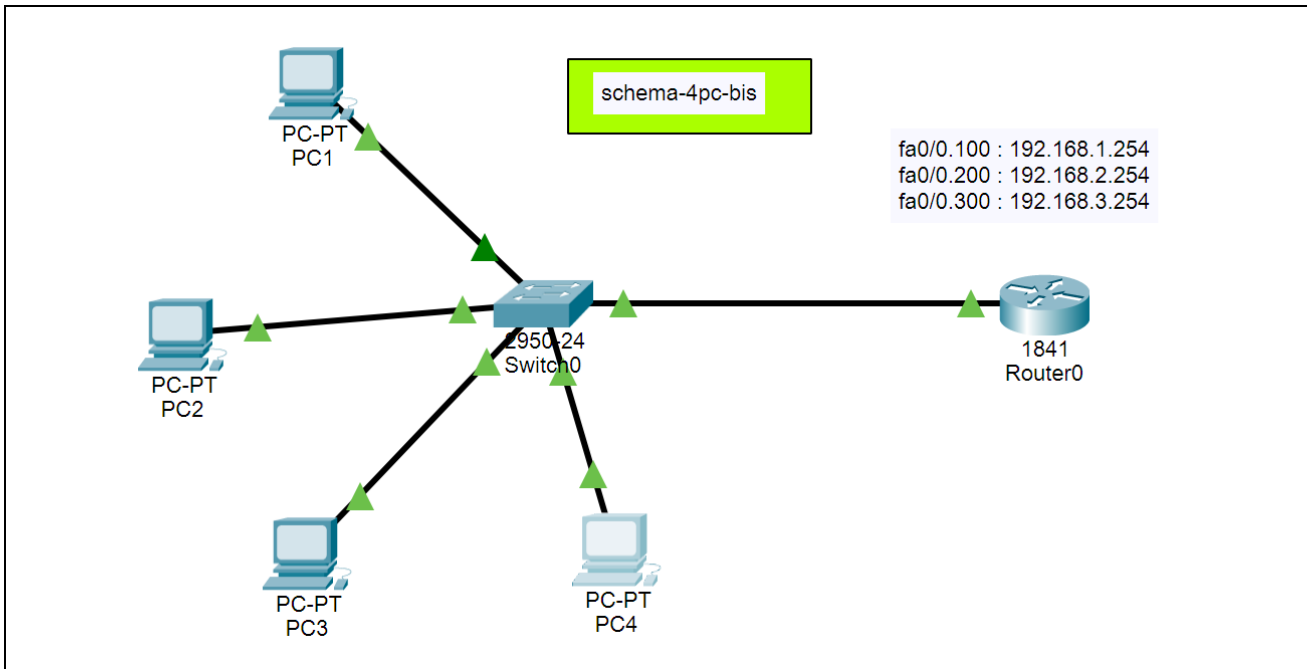 PC-PT
PC1
schema-4pc-bis
fa0/0.100 : 192.168.1.254
fa0/0.200 : 192.168.2.254
fa0/0.300 : 192.168.3.254
2950-24
Switch0
1841
Router0
PC-PT
PC2
PC-PT
PC3
PC-PT
PC4